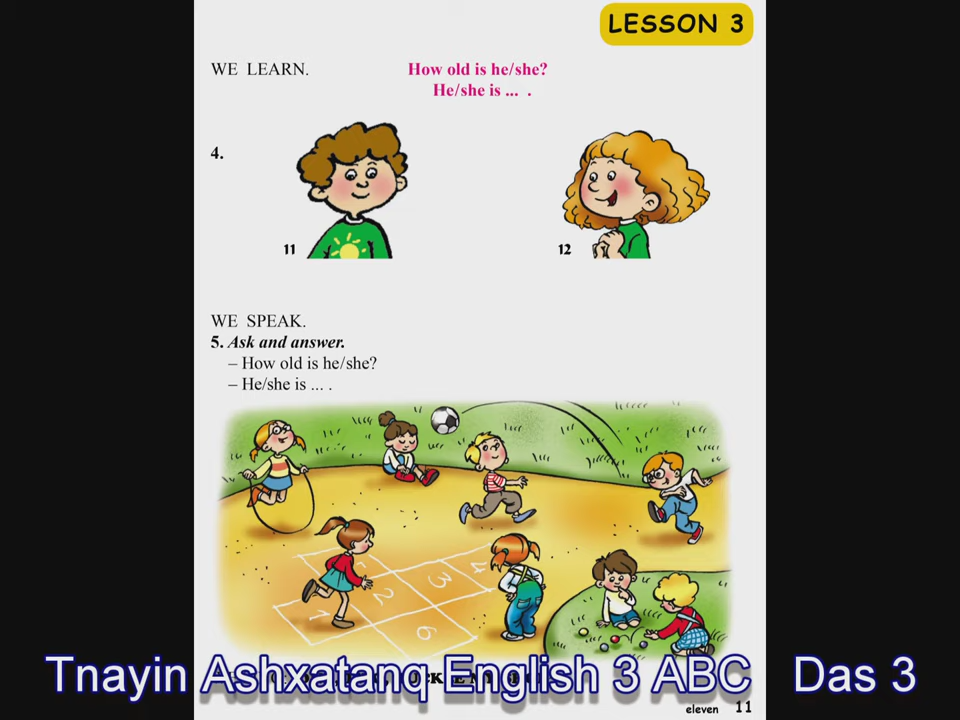 LESSON 3
WE LEARN. How old is he/she?
He/she is ... .
4.
11 12
WE SPEAK.
5. Ask and answer.
– How old is he/she?
– He/she is ... .
1 2 3 4 6
Tnayin Ashxatanq English 3 ABC Das 3
eleven 11